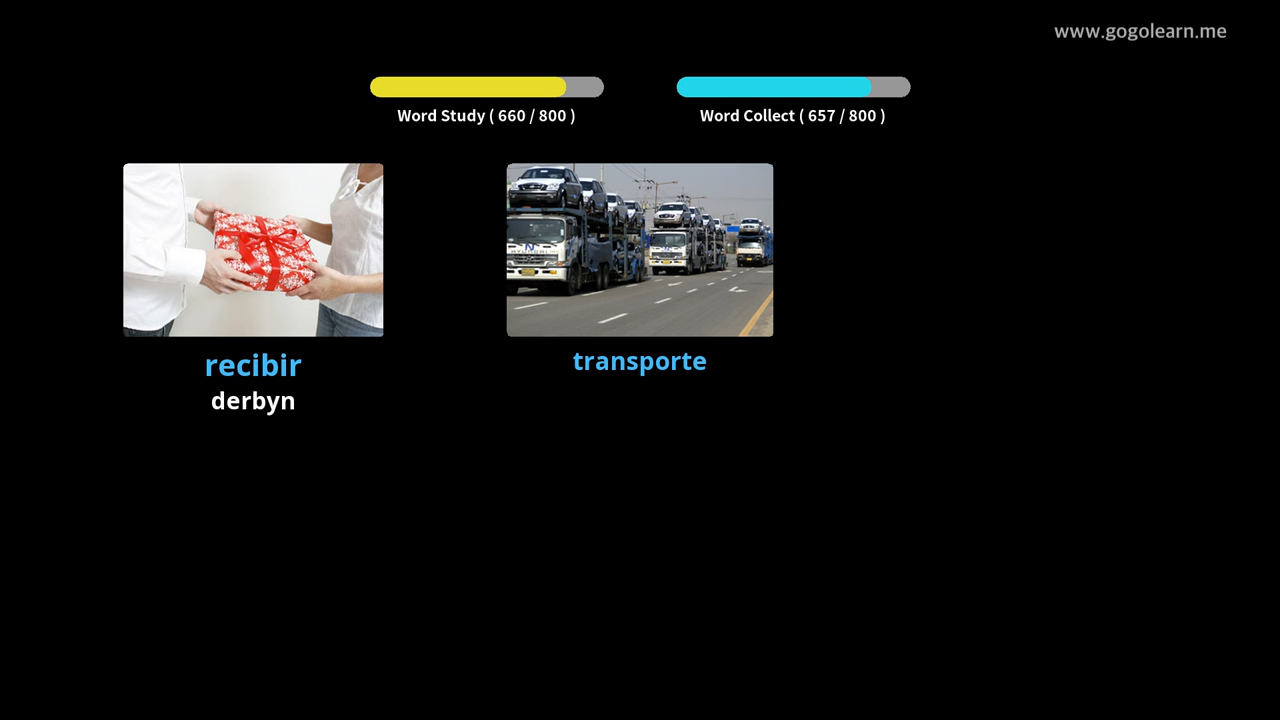 www.gogolearn.me
Word Study ( 660 / 800 )
Word Collect ( 657 / 800 )
recibir
transporte
derbyn